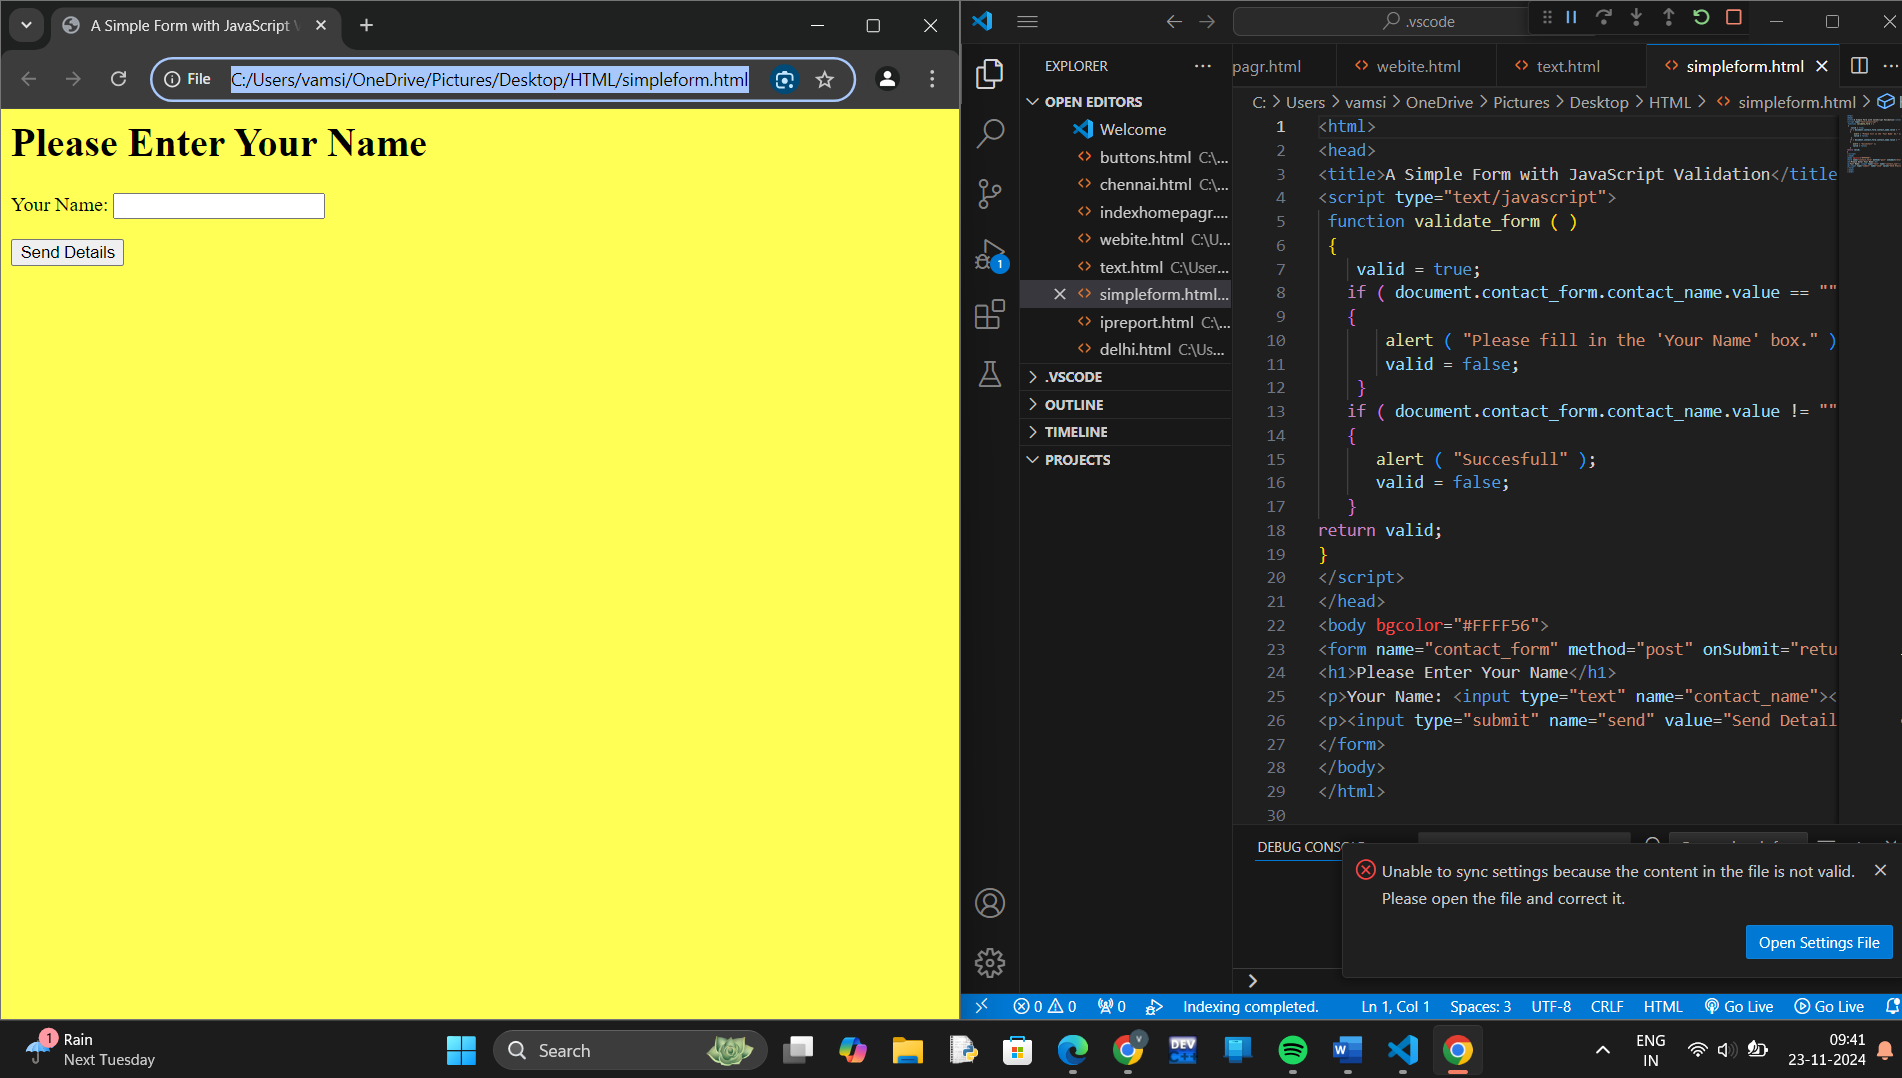 A Simple Form with JavaScript V
File
C:/Users/vamsi/OneDrive/Pictures/Desktop/HTML/simpleform.html
Please Enter Your Name
Your Name:
Send Details
.vscode
EXPLORER
OPEN EDITORS
Welcome
buttons.html C:\...
chennai.html C:\...
indexhomepagr....
webite.html C:\U...
text.html C:\User...
simpleform.html...
ipreport.html C:\...
delhi.html C:\Us...
.VSCODE
OUTLINE
TIMELINE
PROJECTS
1
pagr.html
webite.html
text.html
simpleform.html
C: > Users > vamsi > OneDrive > Pictures > Desktop > HTML > simpleform.html >
1 <html>
2 <head>
3 <title>A Simple Form with JavaScript Validation</title
4 <script type="text/javascript">
5 function validate_form ( )
6 {
7 valid = true;
8 if ( document.contact_form.contact_name.value == ""
9 {
10 alert ( "Please fill in the 'Your Name' box." )
11 valid = false;
12 }
13 if ( document.contact_form.contact_name.value != ""
14 {
15 alert ( "Succesfull" );
16 valid = false;
17 }
18 return valid;
19 }
20 </script>
21 </head>
22 <body bgcolor="#FFFF56">
23 <form name="contact_form" method="post" onSubmit="retu
24 <h1>Please Enter Your Name</h1>
25 <p>Your Name: <input type="text" name="contact_name"><
26 <p><input type="submit" name="send" value="Send Detail
27 </form>
28 </body>
29 </html>
30
DEBUG CONSO
Unable to sync settings because the content in the file is not valid.
Please open the file and correct it.
Open Settings File
0 0 0 Indexing completed. Ln 1, Col 1 Spaces: 3 UTF-8 CRLF HTML Go Live Go Live
1
Rain
Next Tuesday
Search
v
DEV
C++
W
ENG
IN
09:41
23-11-2024